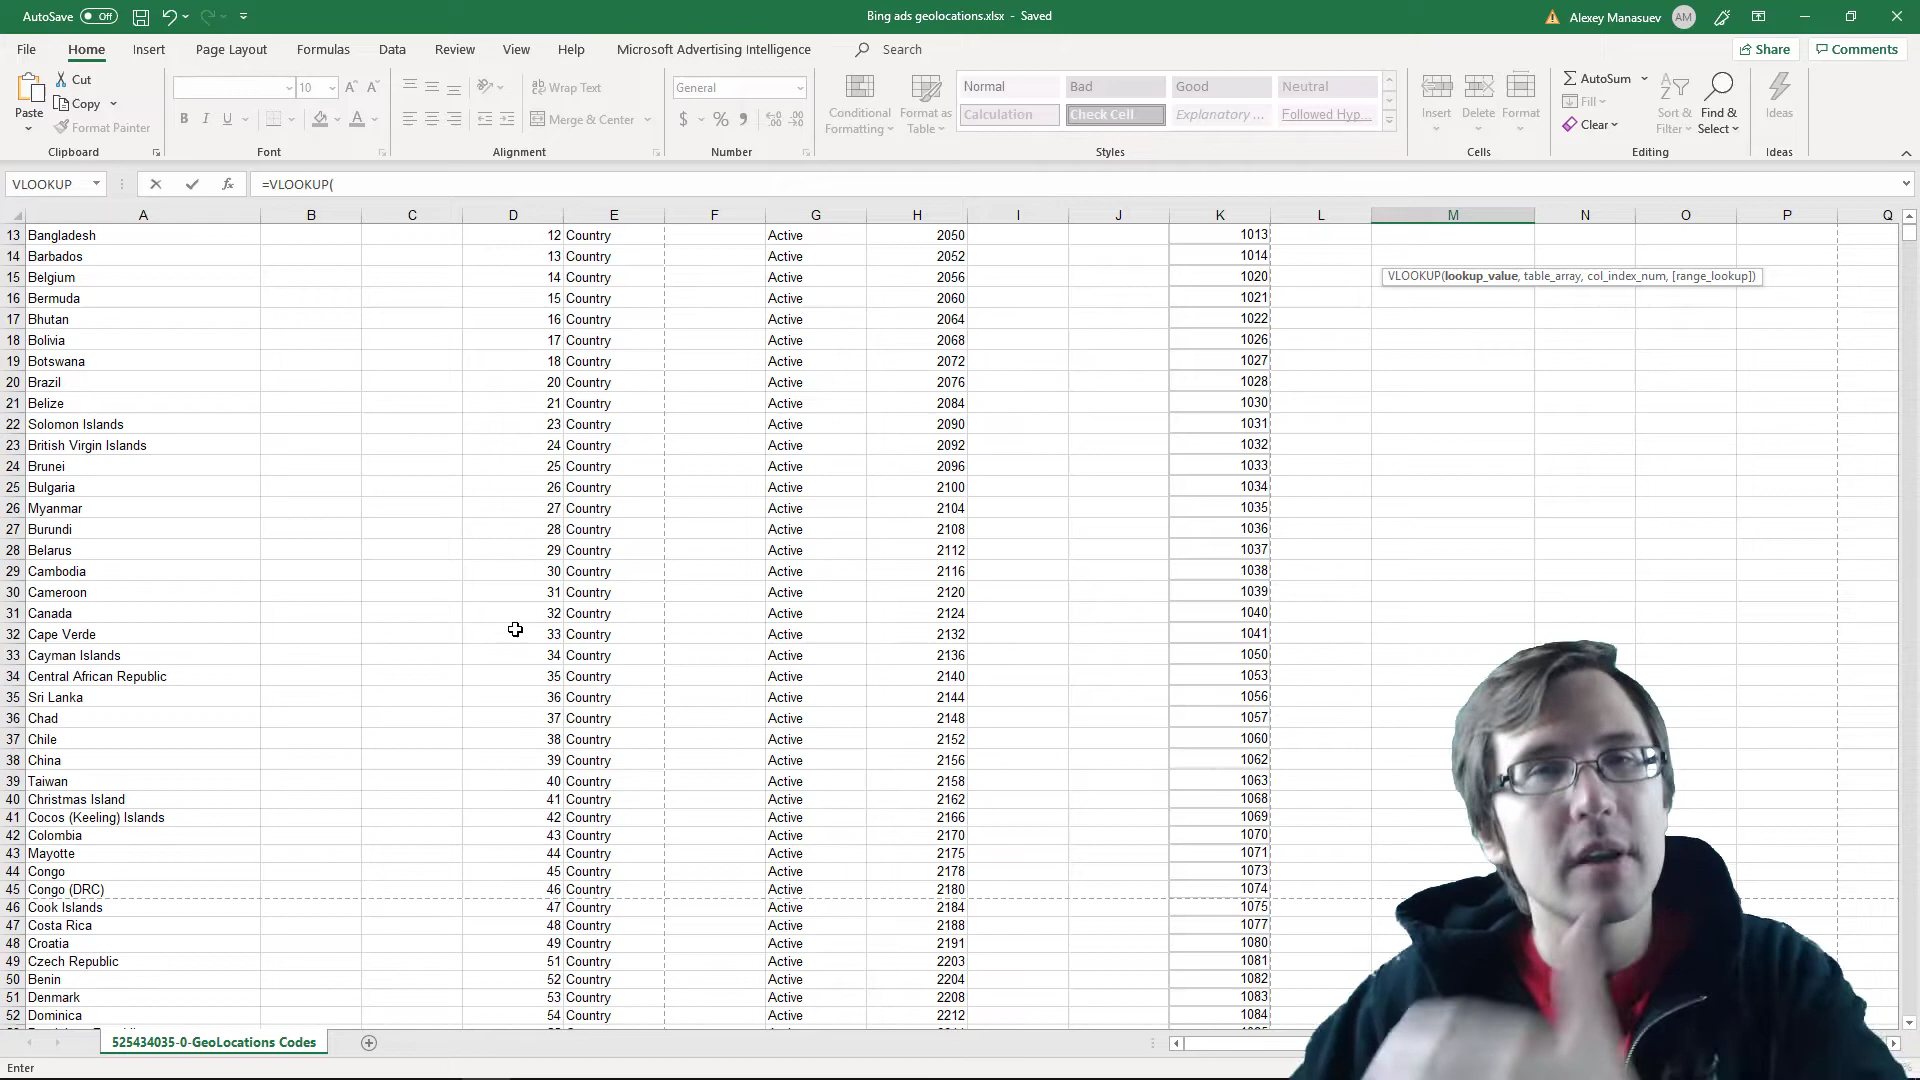 AutoSave Off Bing ads geolocations.xlsx - Saved Alexey Manasuev AM
File Home Insert Page Layout Formulas Data Review View Help Microsoft Advertising Intelligence Search Share Comments
Paste Cut Copy Format Painter Clipboard
10 A A B I U A Font
ab Wrap Text Merge & Center Alignment
General $ % 9 Number
Conditional Formatting Format as Table Normal Bad Good Neutral
Calculation Check Cell Explanatory ... Followed Hyp... Styles
Insert Delete Format Cells
AutoSum Fill Clear Sort & Filter Find & Select Editing
Ideas Ideas
VLOOKUP fx =VLOOKUP(
A B C D E F G H I J K L M N O P Q
13 Bangladesh 12 Country Active 2050 1013
14 Barbados 13 Country Active 2052 1014
15 Belgium 14 Country Active 2056 1020 VLOOKUP(lookup_value, table_array, col_index_num, [range_lookup])
16 Bermuda 15 Country Active 2060 1021
17 Bhutan 16 Country Active 2064 1022
18 Bolivia 17 Country Active 2068 1026
19 Botswana 18 Country Active 2072 1027
20 Brazil 20 Country Active 2076 1028
21 Belize 21 Country Active 2084 1030
22 Solomon Islands 23 Country Active 2090 1031
23 British Virgin Islands 24 Country Active 2092 1032
24 Brunei 25 Country Active 2096 1033
25 Bulgaria 26 Country Active 2100 1034
26 Myanmar 27 Country Active 2104 1035
27 Burundi 28 Country Active 2108 1036
28 Belarus 29 Country Active 2112 1037
29 Cambodia 30 Country Active 2116 1038
30 Cameroon 31 Country Active 2120 1039
31 Canada 32 Country Active 2124 1040
32 Cape Verde 33 Country Active 2132 1041
33 Cayman Islands 34 Country Active 2136 1050
34 Central African Republic 35 Country Active 2140 1053
35 Sri Lanka 36 Country Active 2144 1056
36 Chad 37 Country Active 2148 1057
37 Chile 38 Country Active 2152 1060
38 China 39 Country Active 2156 1062
39 Taiwan 40 Country Active 2158 1063
40 Christmas Island 41 Country Active 2162 1068
41 Cocos (Keeling) Islands 42 Country Active 2166 1069
42 Colombia 43 Country Active 2170 1070
43 Mayotte 44 Country Active 2175 1071
44 Congo 45 Country Active 2178 1073
45 Congo (DRC) 46 Country Active 2180 1074
46 Cook Islands 47 Country Active 2184 1075
47 Costa Rica 48 Country Active 2188 1077
48 Croatia 49 Country Active 2191 1080
49 Czech Republic 51 Country Active 2203 1081
50 Benin 52 Country Active 2204 1082
51 Denmark 53 Country Active 2208 1083
52 Dominica 54 Country Active 2212 1084
525434035-0-GeoLocations Codes
Enter